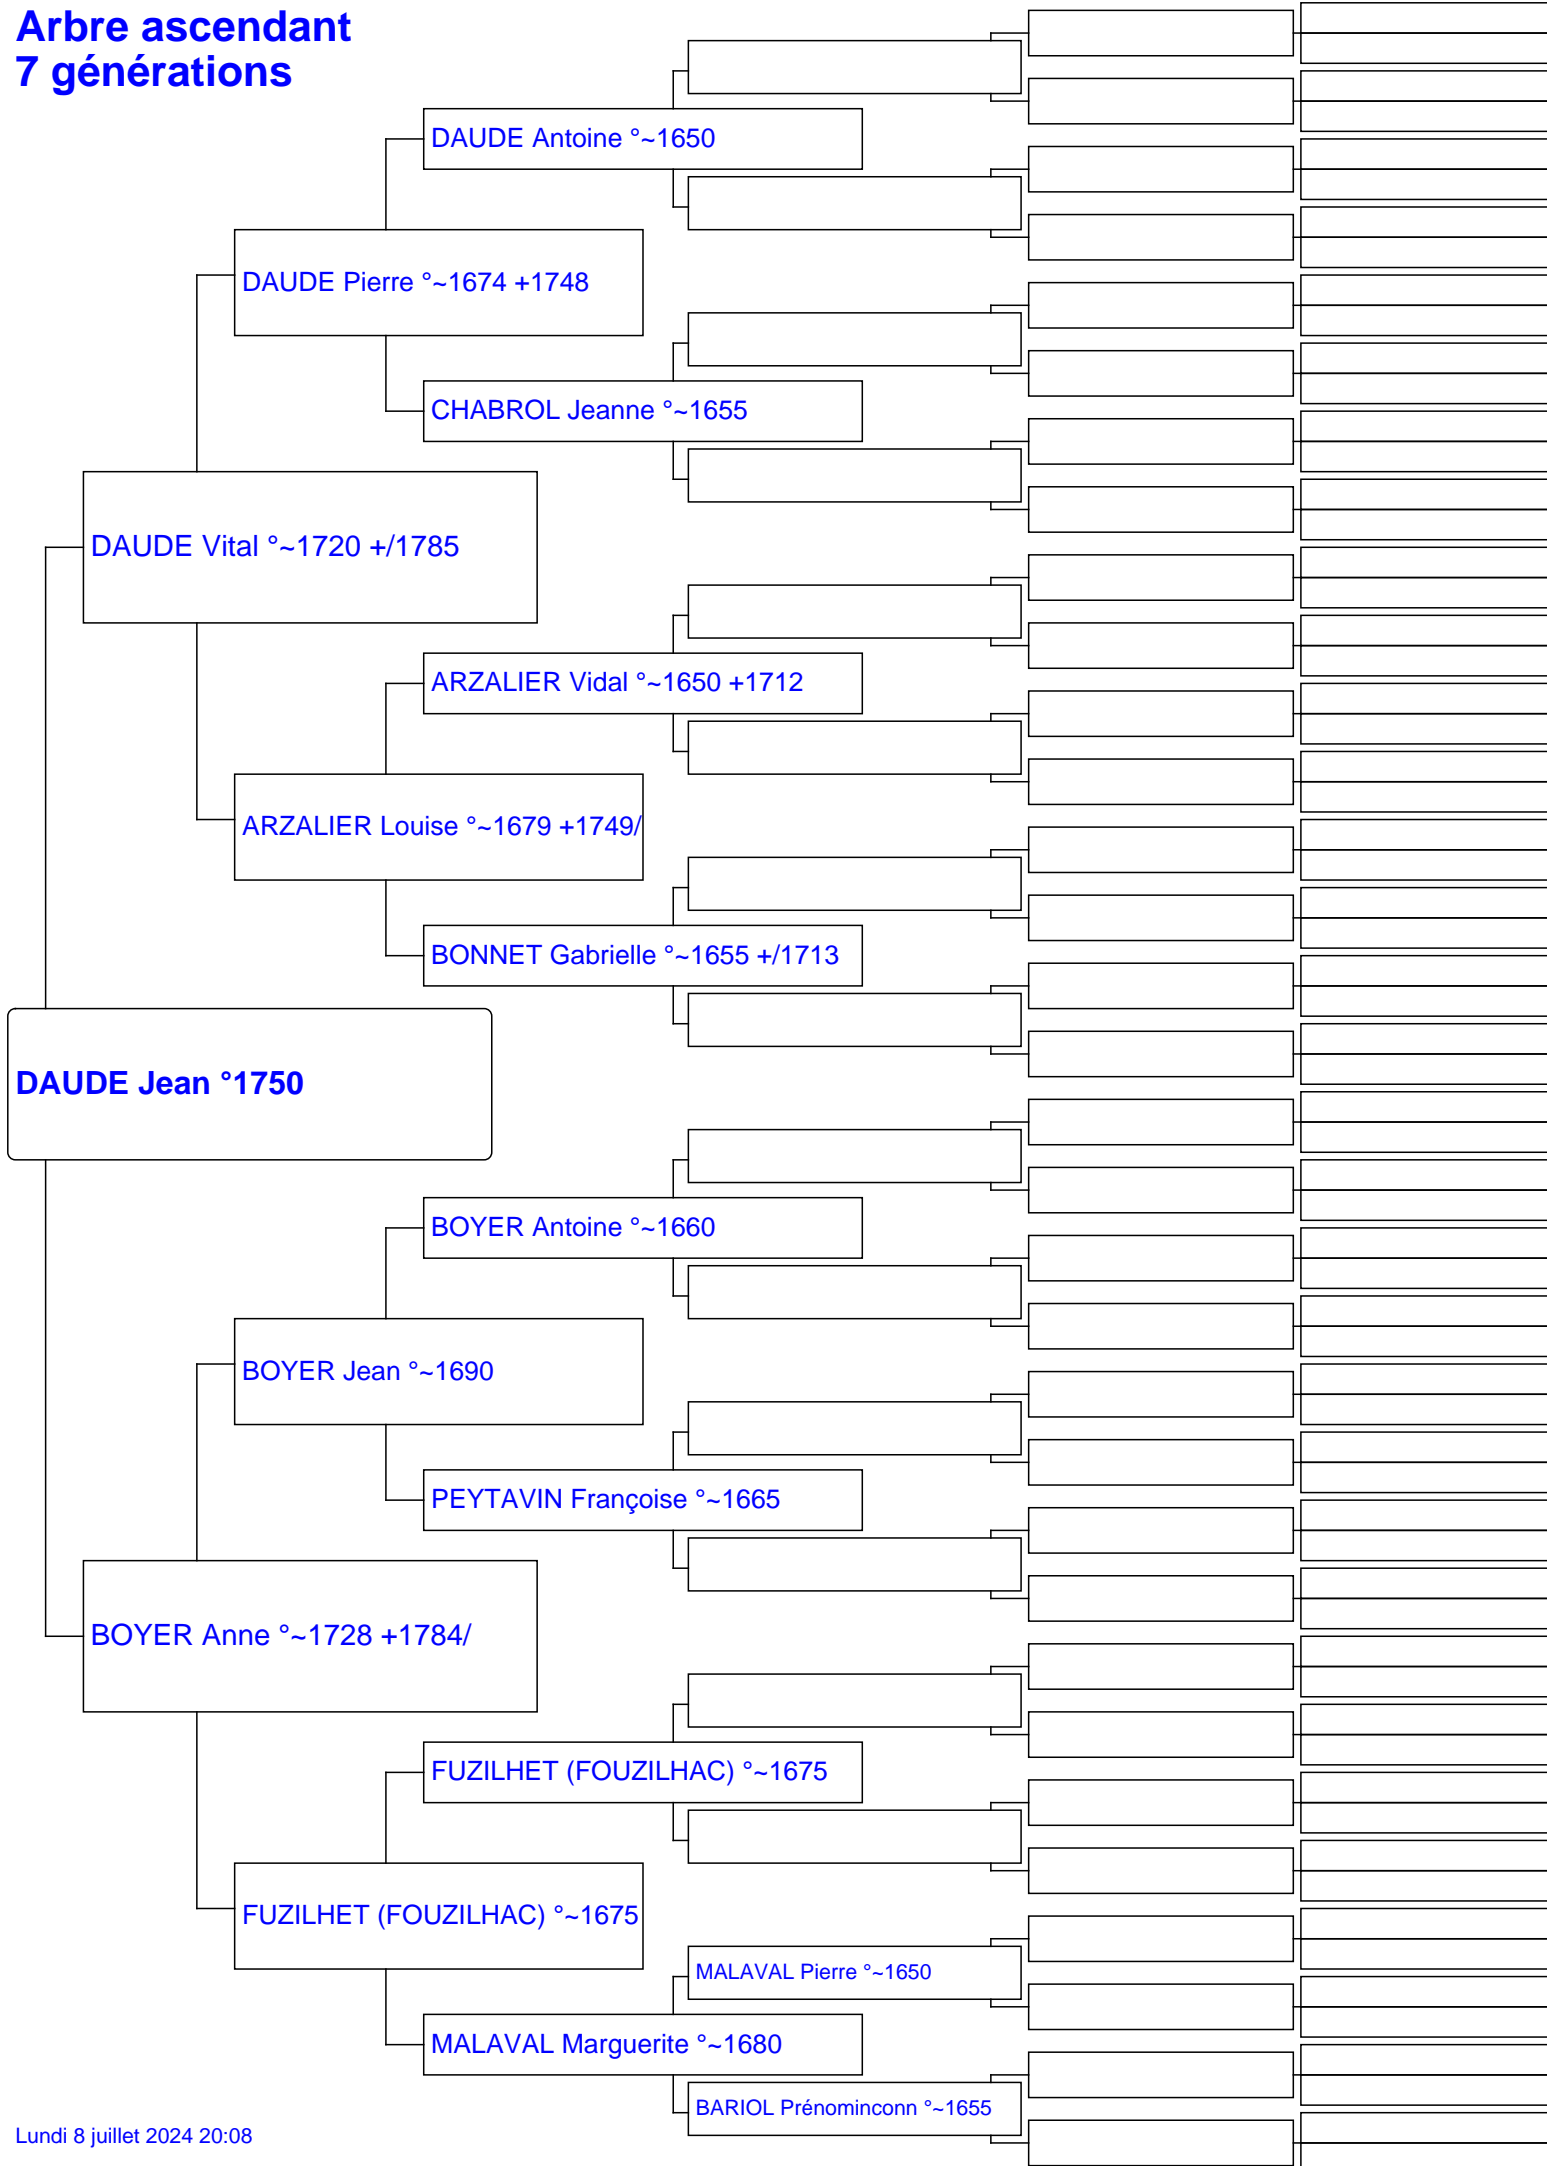 Arbre ascendant
7 générations
DAUDE Antoine °~1650
DAUDE Pierre °~1674 +1748
CHABROL Jeanne °~1655
DAUDE Vital °~1720 +/1785
ARZALIER Vidal °~1650 +1712
ARZALIER Louise °~1679 +1749/
BONNET Gabrielle °~1655 +/1713
DAUDE Jean °1750
BOYER Antoine °~1660
BOYER Jean °~1690
PEYTAVIN Françoise °~1665
BOYER Anne °~1728 +1784/
FUZILHET (FOUZILHAC) °~1675
FUZILHET (FOUZILHAC) °~1675
MALAVAL Pierre °~1650
MALAVAL Marguerite °~1680
BARIOL Prénominconn °~1655
Lundi 8 juillet 2024 20:08